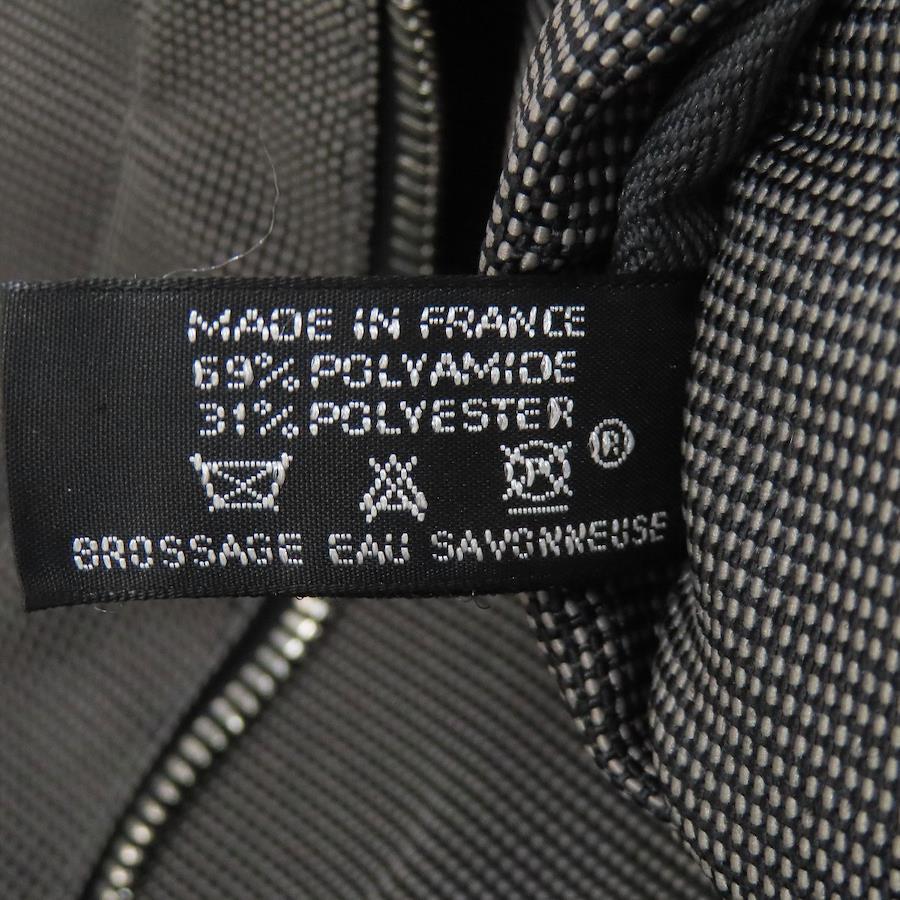 MADE IN FRANCE
69% POLYAMIDE
31% POLYESTER
P ®
BROSSAGE EAU SAVONNEUSE